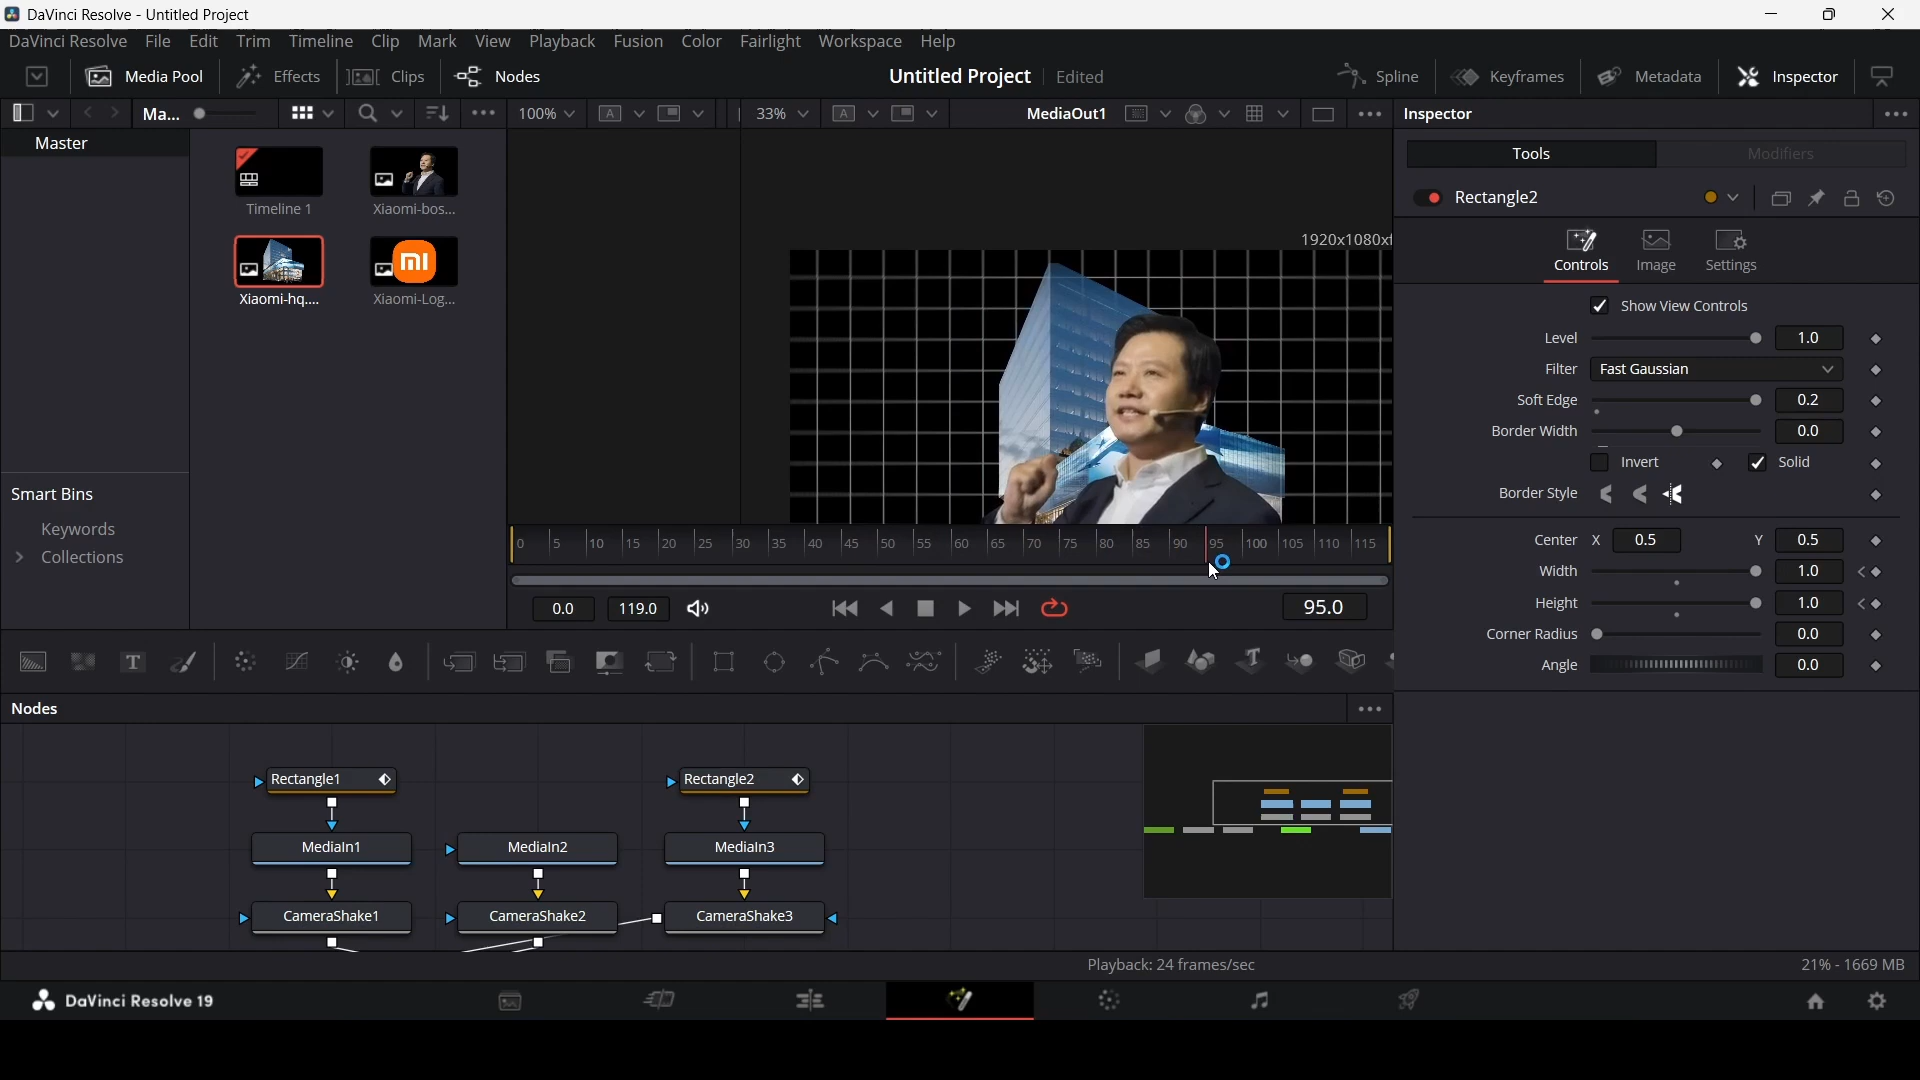 DaVinci Resolve - Untitled Project
DaVinci Resolve File Edit Trim Timeline Clip Mark View Playback Fusion Color Fairlight Workspace Help
Media Pool Effects Clips Nodes Untitled Project Edited Spline Keyframes Metadata Inspector
Ma... 100% A 33% A MediaOut1 Inspector
Master
Timeline 1
Xiaomi-bos...
mi
Xiaomi-hq....
Xiaomi-Log...
Smart Bins
Keywords
Collections
1920x1080xf
0 5 10 15 20 25 30 35 40 45 50 55 60 65 70 75 80 85 90 95 100 105 110 115
0.0 119.0 95.0
Tools Modifiers
Rectangle2
Controls Image Settings
Show View Controls
Level 1.0
Filter Fast Gaussian
Soft Edge 0.2
Border Width 0.0
Invert Solid
Border Style
Center X 0.5 Y 0.5
Width 1.0
Height 1.0
Corner Radius 0.0
Angle 0.0
T T
Nodes
Rectangle1 Rectangle2
MediaIn1 MediaIn2 MediaIn3
CameraShake1 CameraShake2 CameraShake3
Playback: 24 frames/sec 21% - 1669 MB
DaVinci Resolve 19